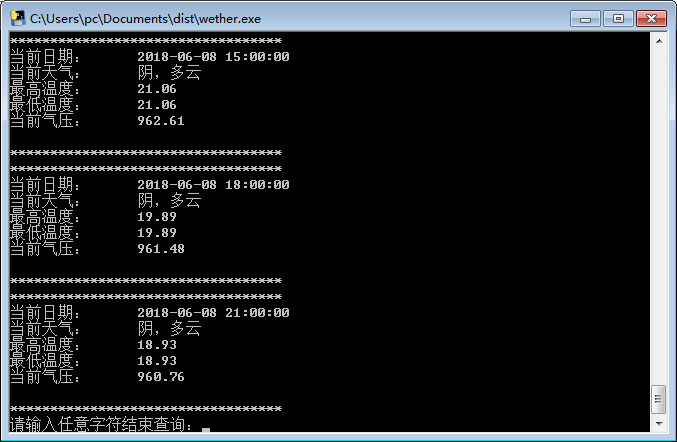 C:\Users\pc\Documents\dist\wether.exe
**********************************
当前日期： 2018-06-08 15:00:00
当前天气： 阴，多云
最高温度： 21.06
最低温度： 21.06
当前气压： 962.61
**********************************
**********************************
当前日期： 2018-06-08 18:00:00
当前天气： 阴，多云
最高温度： 19.89
最低温度： 19.89
当前气压： 961.48
**********************************
**********************************
当前日期： 2018-06-08 21:00:00
当前天气： 阴，多云
最高温度： 18.93
最低温度： 18.93
当前气压： 960.76
**********************************
请输入任意字符结束查询：